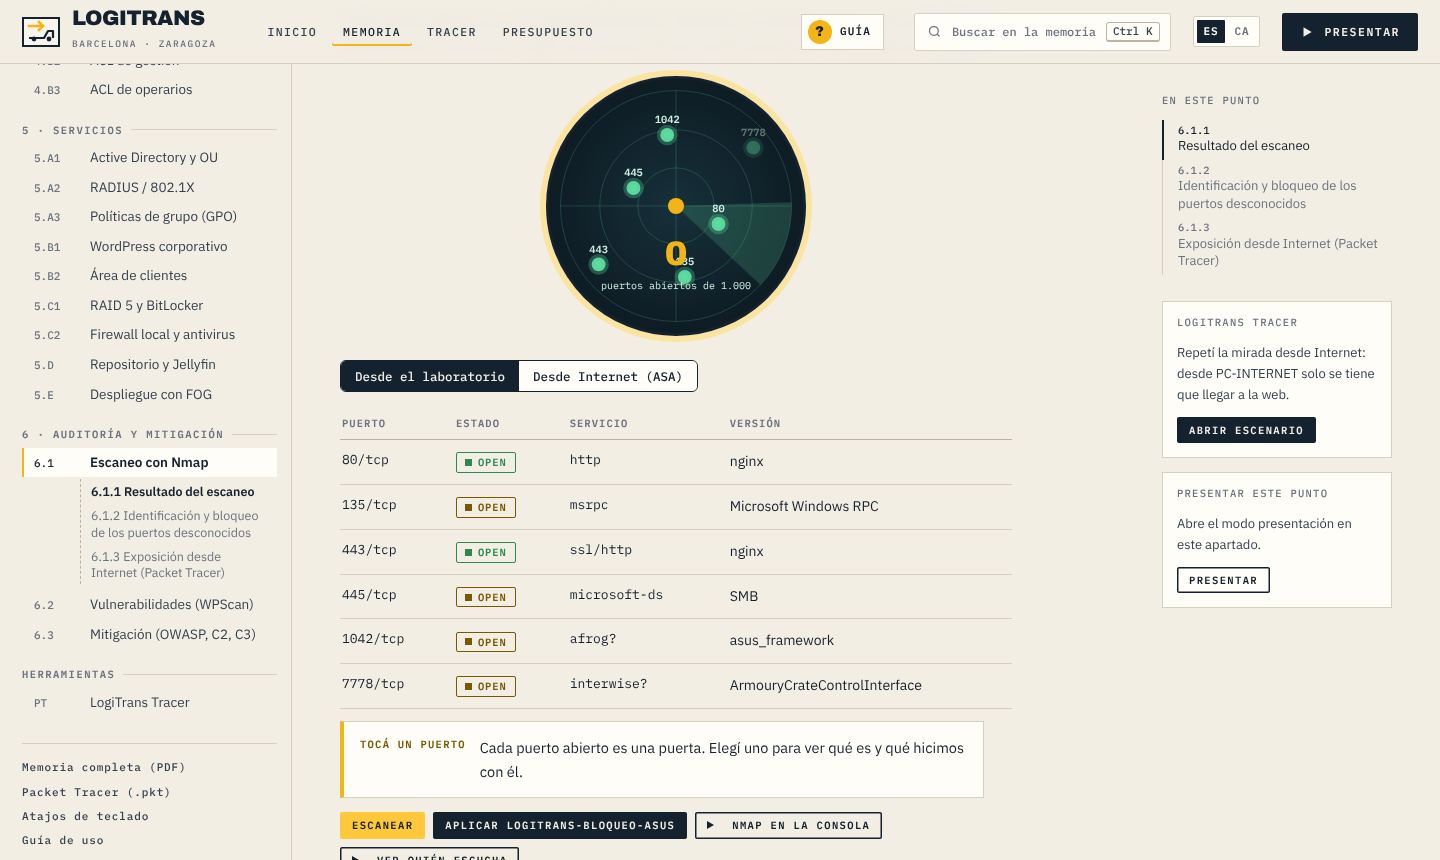 LOGITRANS
BARCELONA · ZARAGOZA
INICIO
MEMORIA
TRACER
PRESUPUESTO
? GUÍA
Buscar en la memoria
Ctrl K
ES
CA
PRESENTAR
4.B3 ACL de operarios
5 · SERVICIOS
5.A1 Active Directory y OU
5.A2 RADIUS / 802.1X
5.A3 Políticas de grupo (GPO)
5.B1 WordPress corporativo
5.B2 Área de clientes
5.C1 RAID 5 y BitLocker
5.C2 Firewall local y antivirus
5.D Repositorio y Jellyfin
5.E Despliegue con FOG
6 · AUDITORÍA Y MITIGACIÓN
6.1 Escaneo con Nmap
6.1.1 Resultado del escaneo
6.1.2 Identificación y bloqueo
de los puertos desconocidos
6.1.3 Exposición desde
Internet (Packet Tracer)
6.2 Vulnerabilidades (WPScan)
6.3 Mitigación (OWASP, C2, C3)
HERRAMIENTAS
PT LogiTrans Tracer
Memoria completa (PDF)
Packet Tracer (.pkt)
Atajos de teclado
Guía de uso
1042
7778
445
80
443
0
puertos abiertos de 1.000
Desde el laboratorio
Desde Internet (ASA)
PUERTO ESTADO SERVICIO VERSIÓN
80/tcp OPEN http nginx
135/tcp OPEN msrpc Microsoft Windows RPC
443/tcp OPEN ssl/http nginx
445/tcp OPEN microsoft-ds SMB
1042/tcp OPEN afrog? asus_framework
7778/tcp OPEN interwise? ArmouryCrateControlInterface
TOCÁ UN PUERTO
Cada puerto abierto es una puerta. Elegí uno para ver qué es y qué hicimos
con él.
ESCANEAR
APLICAR LOGITRANS-BLOQUEO-ASUS
NMAP EN LA CONSOLA
VER QUIÉN ESCUCHA
EN ESTE PUNTO
6.1.1
Resultado del escaneo
6.1.2
Identificación y bloqueo de los
puertos desconocidos
6.1.3
Exposición desde Internet (Packet
Tracer)
LOGITRANS TRACER
Repetí la mirada desde Internet:
desde PC-INTERNET solo se tiene
que llegar a la web.
ABRIR ESCENARIO
PRESENTAR ESTE PUNTO
Abre el modo presentación en
este apartado.
PRESENTAR